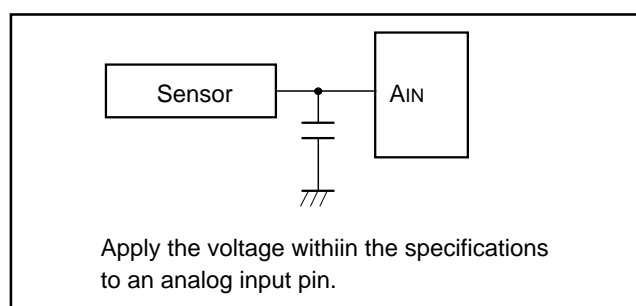 Sensor
AIN
Apply the voltage withiin the specifications
to an analog input pin.